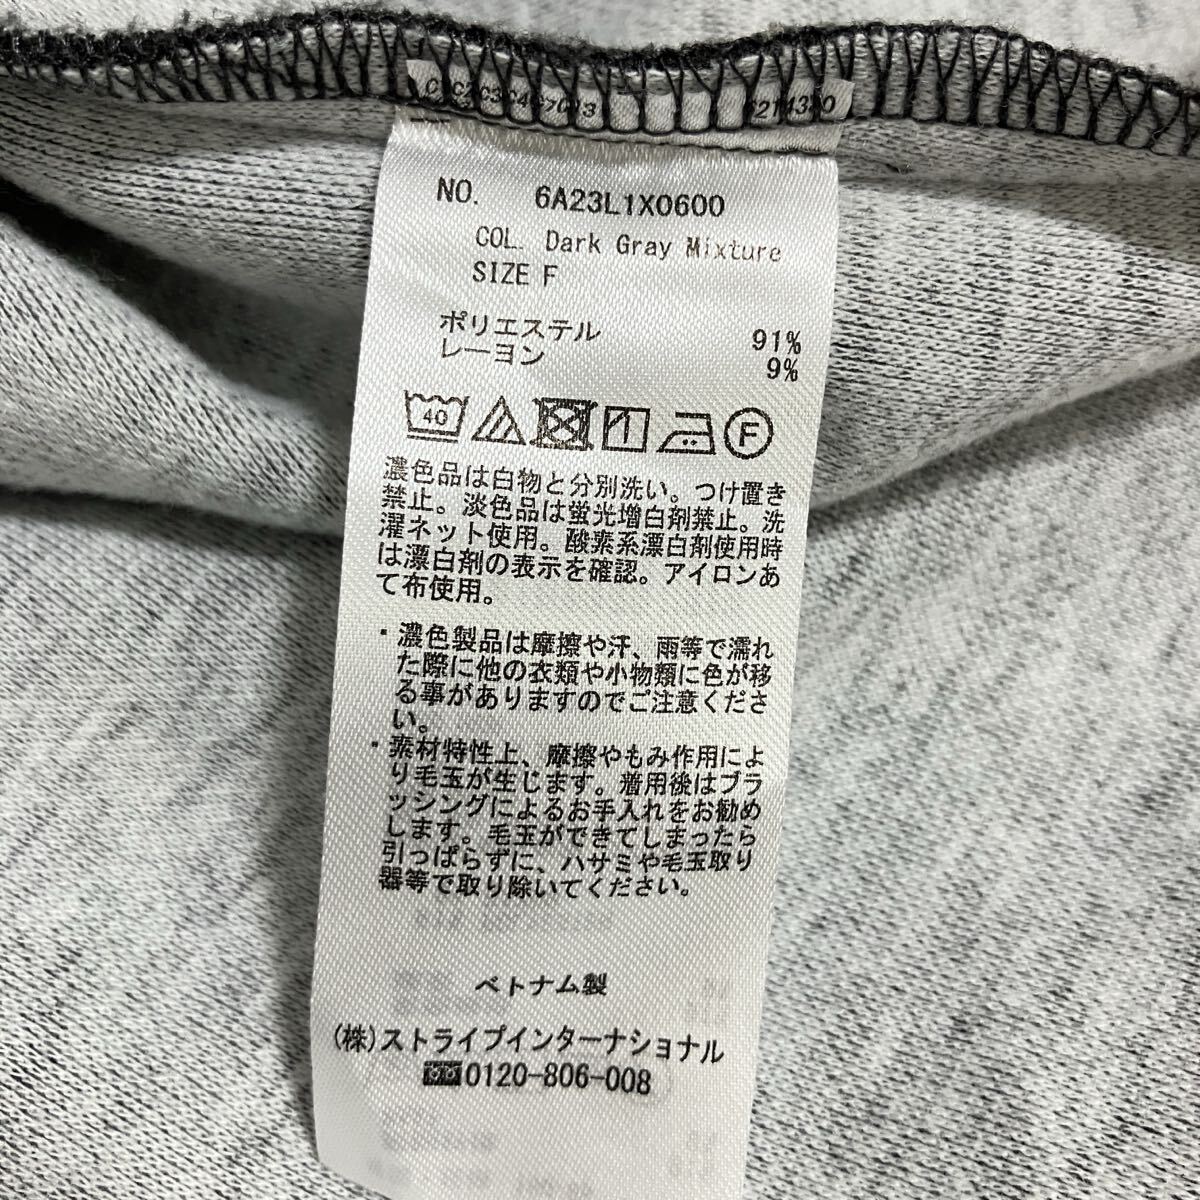 NO. 6A23L1X0600
COL. Dark Gray Mixture
SIZE F
ポリエステル 91%
レーヨン 9%
40 F
濃色品は白物と分別洗い。つけ置き
禁止。淡色品は蛍光増白剤禁止。洗
濯ネット使用。酸素系漂白剤使用時
は漂白剤の表示を確認。アイロンあ
て布使用。
・濃色製品は摩擦や汗、雨等で濡れ
た際に他の衣類や小物類に色が移
る事がありますのでご注意くださ
い。
・素材特性上、摩擦やもみ作用によ
り毛玉が生じます。着用後はブラ
ッシングによるお手入れをお勧め
します。毛玉ができてしまったら
引っぱらずに、ハサミや毛玉取り
器等で取り除いてください。
ベトナム製
(株)ストライプインターナショナル
0120-806-008